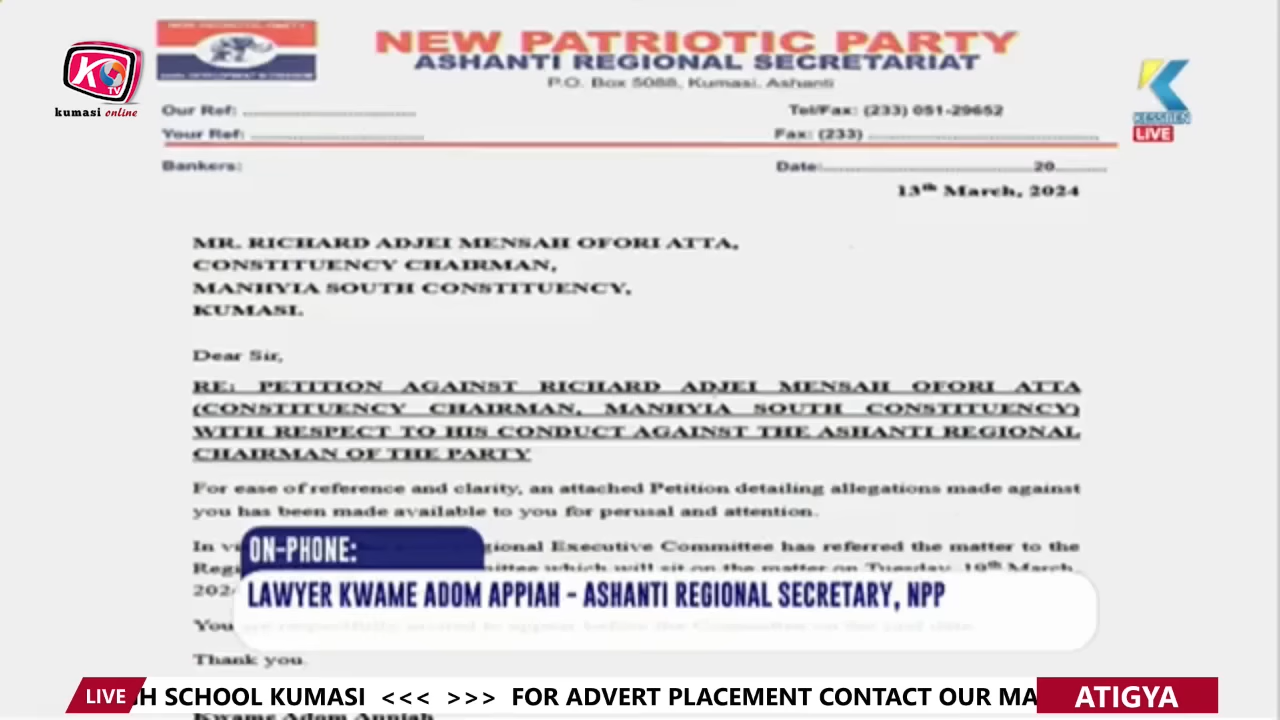 NEW PATRIOTIC PARTY
ASHANTI REGIONAL SECRETARIAT
P.O. Box 5088, Kumasi. Ashanti
K TV
kumasi online
KESSBEN
LIVE
Our Ref:
Tel/Fax: (233) 051-29652
Your Ref:
Fax: (233)
Bankers:
Date: 20
13th March, 2024
MR. RICHARD ADJEI MENSAH OFORI ATTA,
CONSTITUENCY CHAIRMAN,
MANHYIA SOUTH CONSTITUENCY,
KUMASI.
Dear Sir,
RE: PETITION AGAINST RICHARD ADJEI MENSAH OFORI ATTA
(CONSTITUENCY CHAIRMAN, MANHYIA SOUTH CONSTITUENCY)
WITH RESPECT TO HIS CONDUCT AGAINST THE ASHANTI REGIONAL
CHAIRMAN OF THE PARTY
For ease of reference and clarity, an attached Petition detailing allegations made against
you has been made available to you for perusal and attention.
In Executive Committee has referred the matter to the
which will sit on the matter on Tuesday, 19th March,
ON-PHONE:
LAWYER KWAME ADOM APPIAH - ASHANTI REGIONAL SECRETARY, NPP
You
Thank you.
LIVE
H SCHOOL KUMASI <<< >>> FOR ADVERT PLACEMENT CONTACT OUR MA
ATIGYA
Kwame Adom Appiah